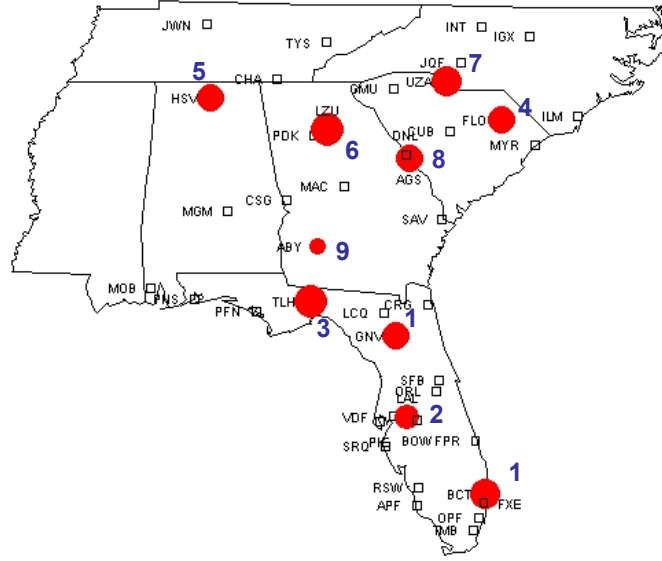 INT
JWN
IGX
TYS
JQF 7
5
CHA
UZA
GMU
HSV
4
LZU
FLO
ILM
PDK
CUB
DNL
6
MYR
8
AGS
MAC
CSG
MGM
SAV
ABY 9
MOB
PNS
TLH
CRG
PFN
LCQ
3
1
GNV
SFB
ORL
LAL
VDF
2
BOW FPR
SRQ
1
RSW
BCT
APF
FXE
OPF
TMB